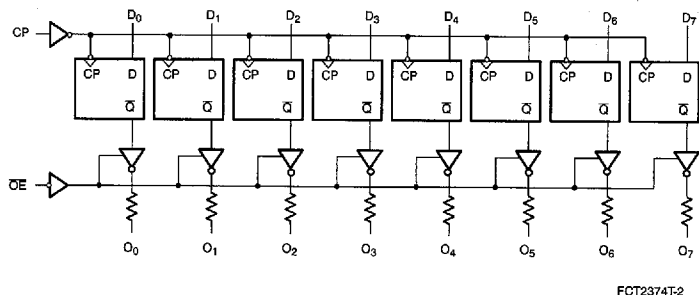 D0 D1 D2 D3 D4 D5 D6 D7
CP
CP D CP D CP D CP D CP D CP D CP D CP D
Q̅ Q̅ Q̅ Q̅ Q̅ Q̅ Q̅ Q̅
O̅E̅
O0 O1 O2 O3 O4 O5 O6 O7
FCT2374T-2